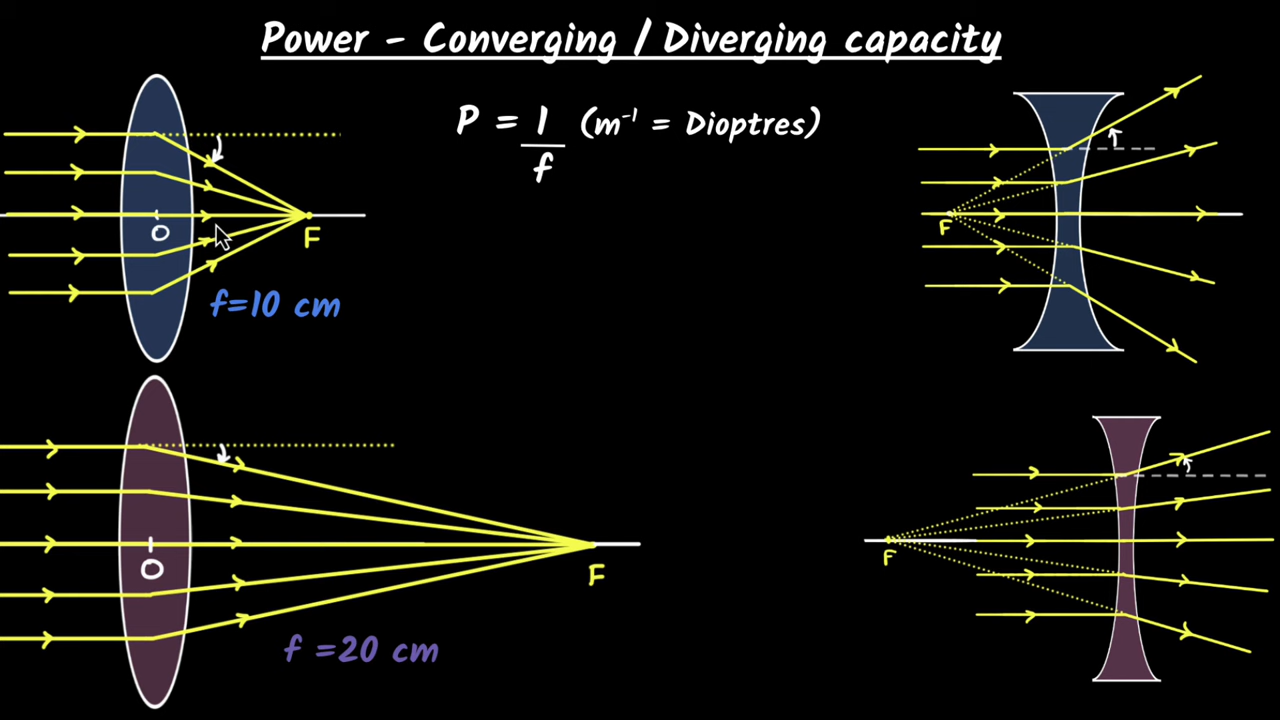 Power - Converging / Diverging capacity
P = 1/f (m⁻¹ = Dioptres)
O
F
f=10 cm
F
O
F
f =20 cm
F